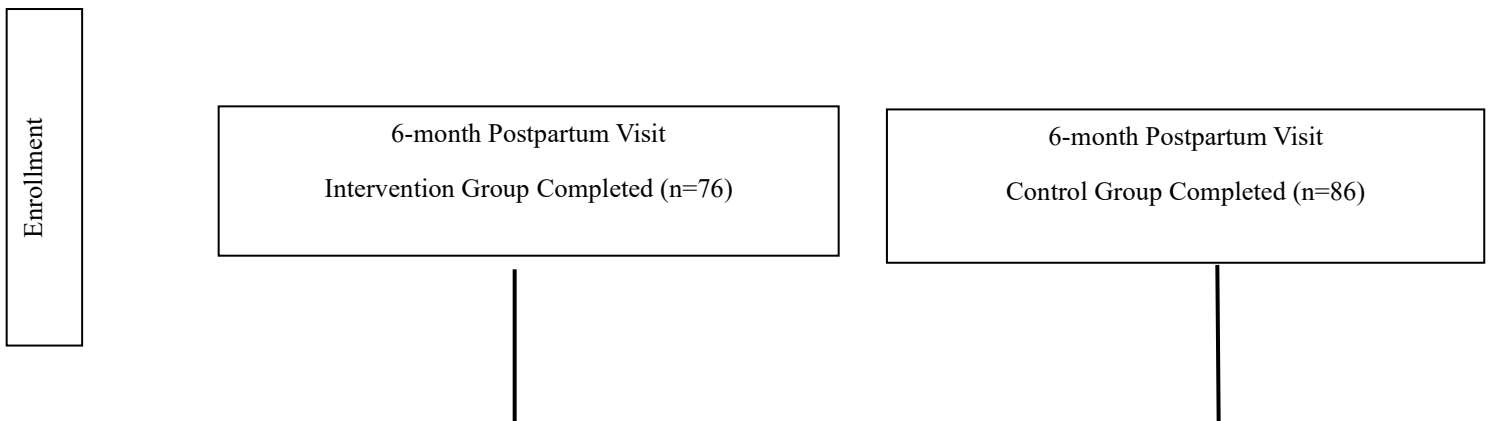 Enrollment
6-month Postpartum Visit
Intervention Group Completed (n=76)
6-month Postpartum Visit
Control Group Completed (n=86)